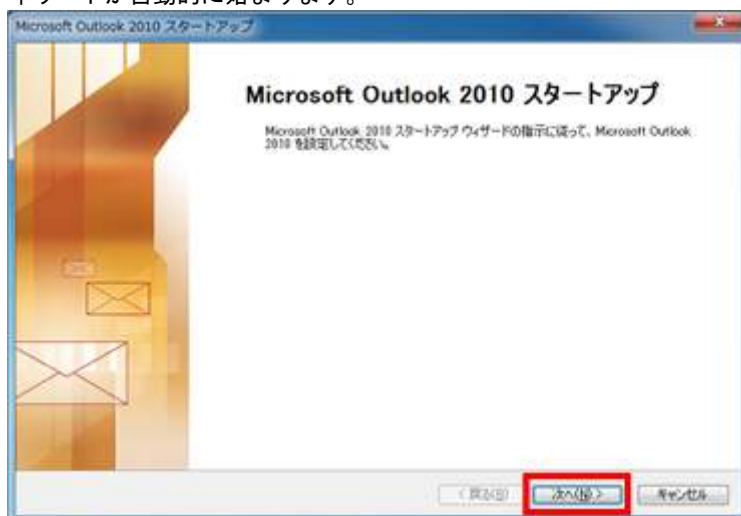 ィザードが自動的に始まります。
Microsoft Outlook 2010 スタートアップ
Microsoft Outlook 2010 スタートアップ
Microsoft Outlook 2010 スタートアップ ウィザードの指示に従って、Microsoft Outlook
2010 を設定してください。
< 戻る(B) 次へ(N) > キャンセル